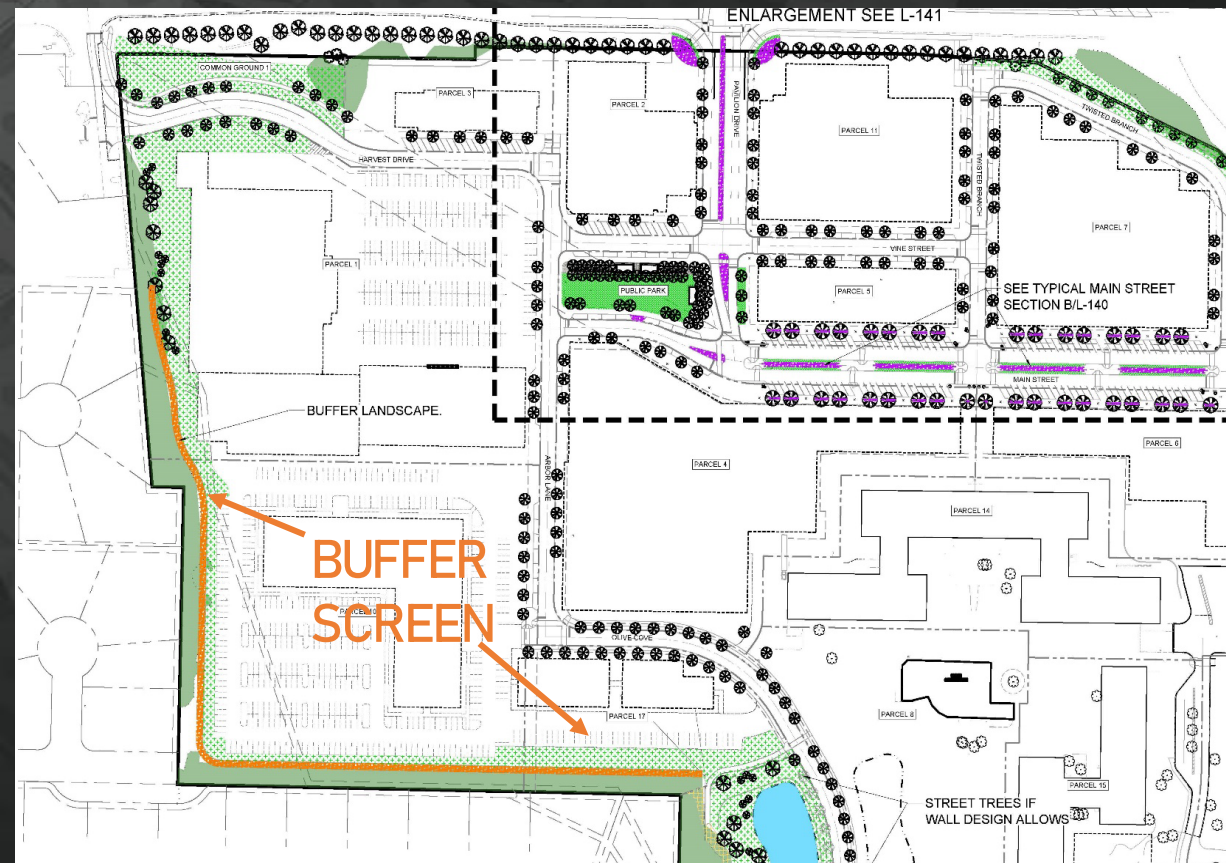 ENLARGEMENT SEE L-141
COMMON GROUND 1
PARCEL 3
PARCEL 2
PAVILION DRIVE
PARCEL 11
TWISTED BRANCH
HARVEST DRIVE
TWISTED BRANCH
PARCEL 7
VINE STREET
PARCEL 1
PUBLIC PARK
PARCEL 5
SEE TYPICAL MAIN STREET
SECTION B/L-140
MAIN STREET
BUFFER LANDSCAPE.
PARCEL 6
PARCEL 4
ARBOR LANE
PARCEL 14
BUFFER
SCREEN
OLIVE COVE
PARCEL 17
PARCEL 8
PARCEL 15
STREET TREES IF
WALL DESIGN ALLOWS